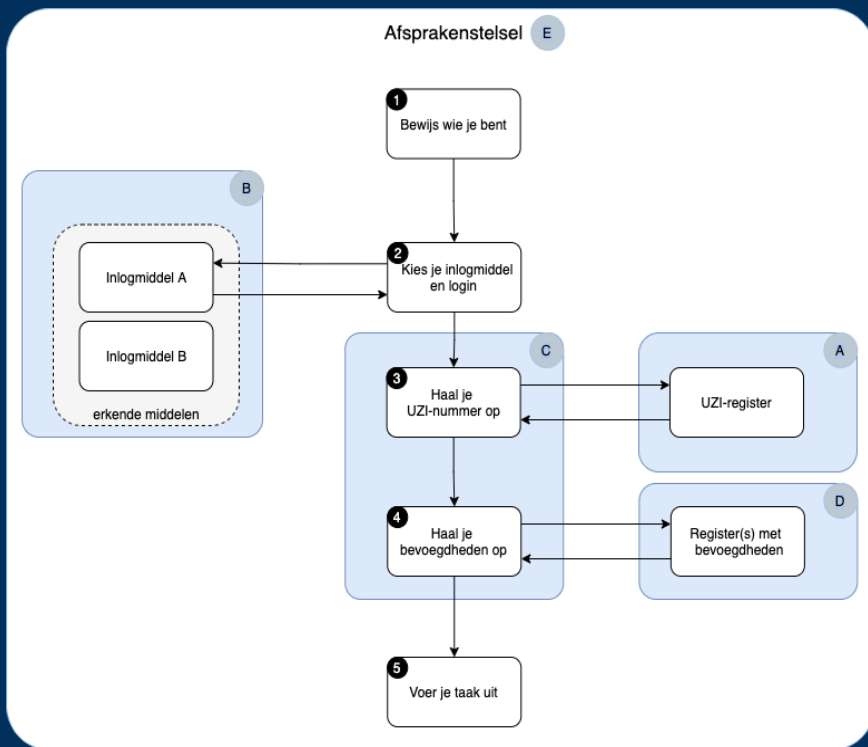 Afsprakenstelsel E
1
Bewijs wie je bent
B
2
Kies je inlogmiddel
en login
Inlogmiddel A
Inlogmiddel B
erkende middelen
C
3
Haal je
UZI-nummer op
A
UZI-register
4
Haal je
bevoegdheden op
D
Register(s) met
bevoegdheden
5
Voer je taak uit